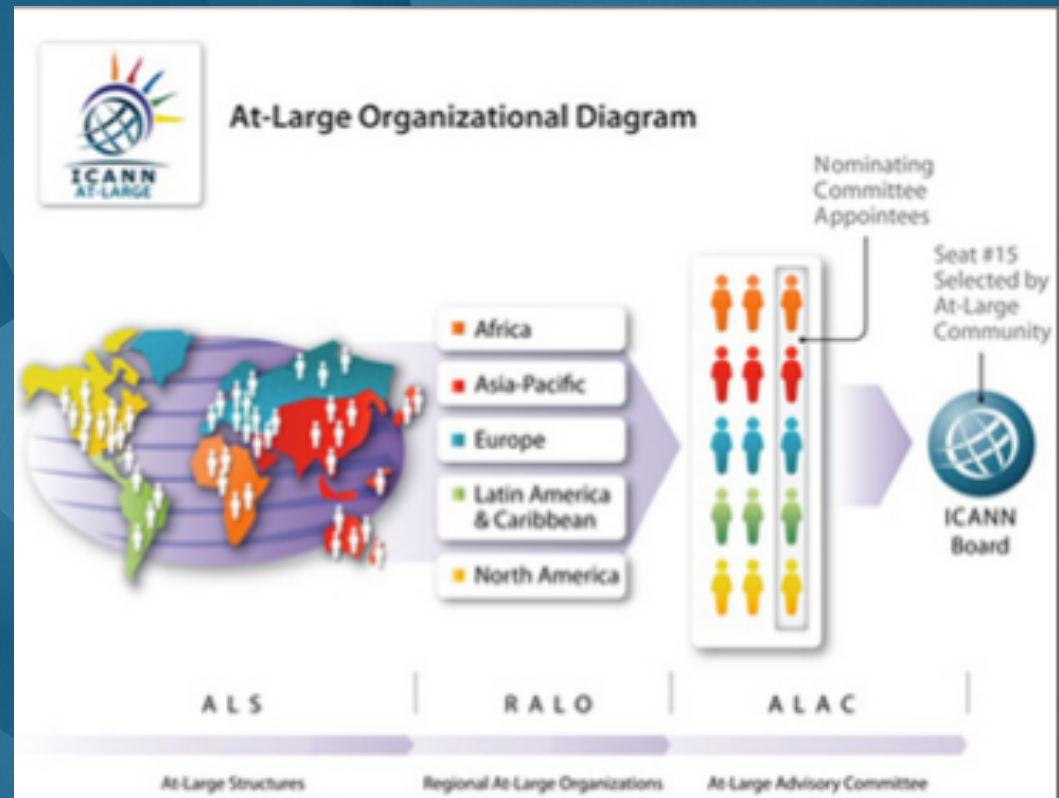 ICANN
AT-LARGE
At-Large Organizational Diagram
Nominating
Committee
Appointees
Seat #15
Selected by
At-Large
Community
Africa
Asia-Pacific
Europe
Latin America
& Caribbean
North America
ICANN
Board
ALS
RALO
ALAC
At-Large Structures
Regional At-Large Organizations
At-Large Advisory Committee